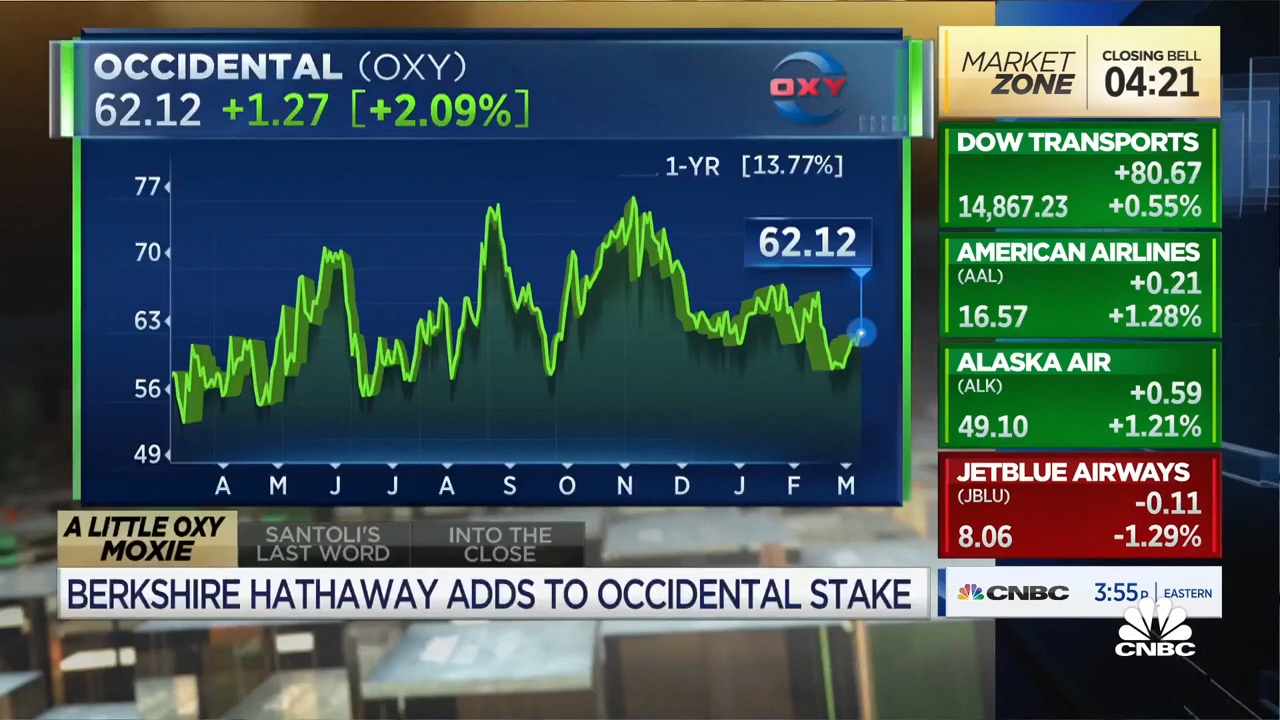 OCCIDENTAL (OXY)
62.12 +1.27 [+2.09%]
OXY
1-YR [13.77%]
77
70
63
56
49
62.12
A M J J A S O N D J F M
A LITTLE OXY
MOXIE
SANTOLI'S
LAST WORD
INTO THE
CLOSE
BERKSHIRE HATHAWAY ADDS TO OCCIDENTAL STAKE
MARKET
ZONE
CLOSING BELL
04:21
DOW TRANSPORTS
+80.67
14,867.23 +0.55%
AMERICAN AIRLINES
(AAL) +0.21
16.57 +1.28%
ALASKA AIR
(ALK) +0.59
49.10 +1.21%
JETBLUE AIRWAYS
(JBLU) -0.11
8.06 -1.29%
CNBC 3:55P EASTERN
CNBC